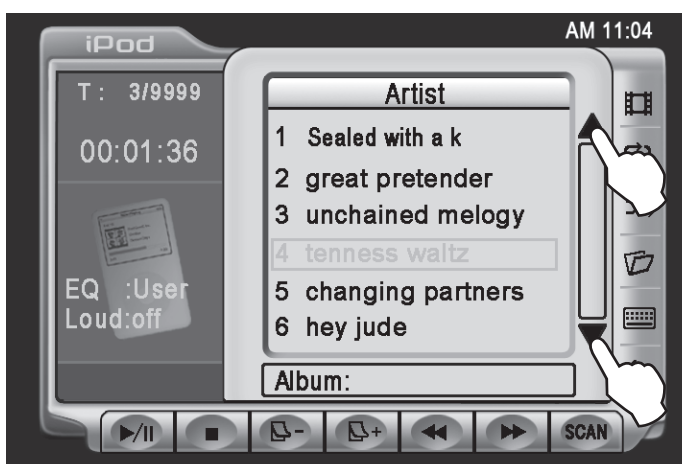 AM 11:04
iPod
T: 3/9999
00:01:36
EQ :User
Loud:off
Artist
1 Sealed with a k
2 great pretender
3 unchained melogy
4 tenness waltz
5 changing partners
6 hey jude
Album:
SCAN